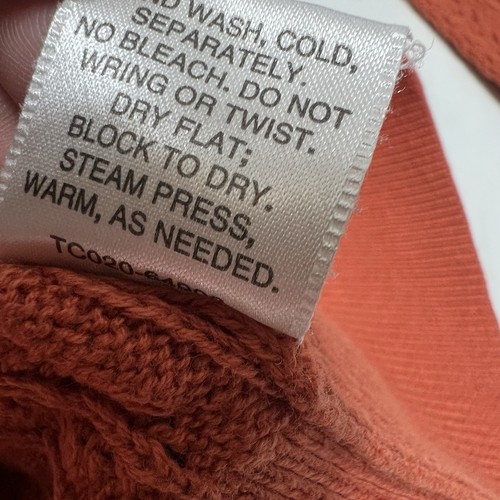 WASH, COLD,
SEPARATELY.
NO BLEACH. DO NOT
WRING OR TWIST.
DRY FLAT;
BLOCK TO DRY.
STEAM PRESS,
WARM, AS NEEDED.